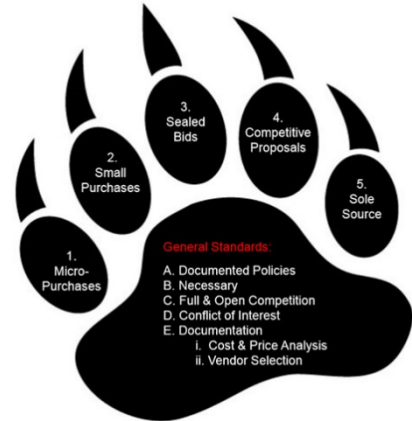 1.
Micro-
Purchases
2.
Small
Purchases
3.
Sealed
Bids
4.
Competitive
Proposals
5.
Sole
Source
General Standards:
A. Documented Policies
B. Necessary
C. Full & Open Competition
D. Conflict of Interest
E. Documentation
i. Cost & Price Analysis
ii. Vendor Selection